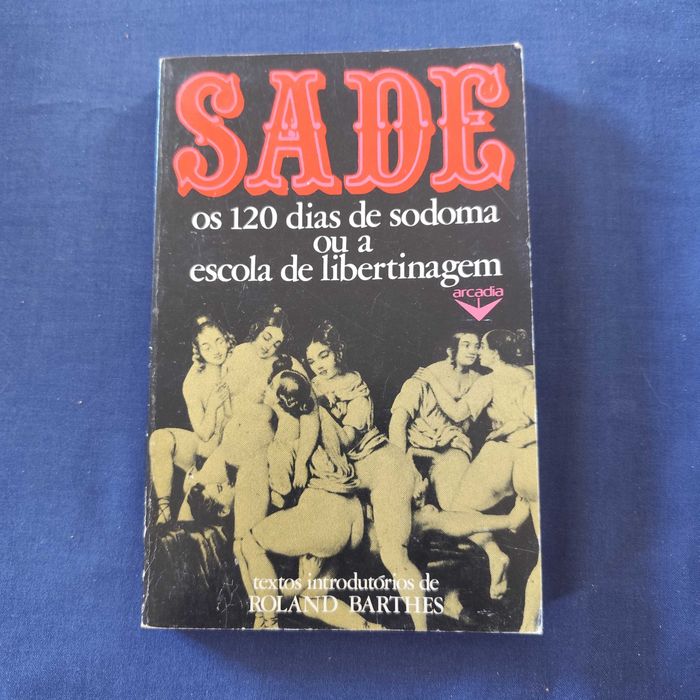 SADE
os 120 dias de sodoma
ou a
escola de libertinagem
arcadia
textos introdutórios de
ROLAND BARTHES